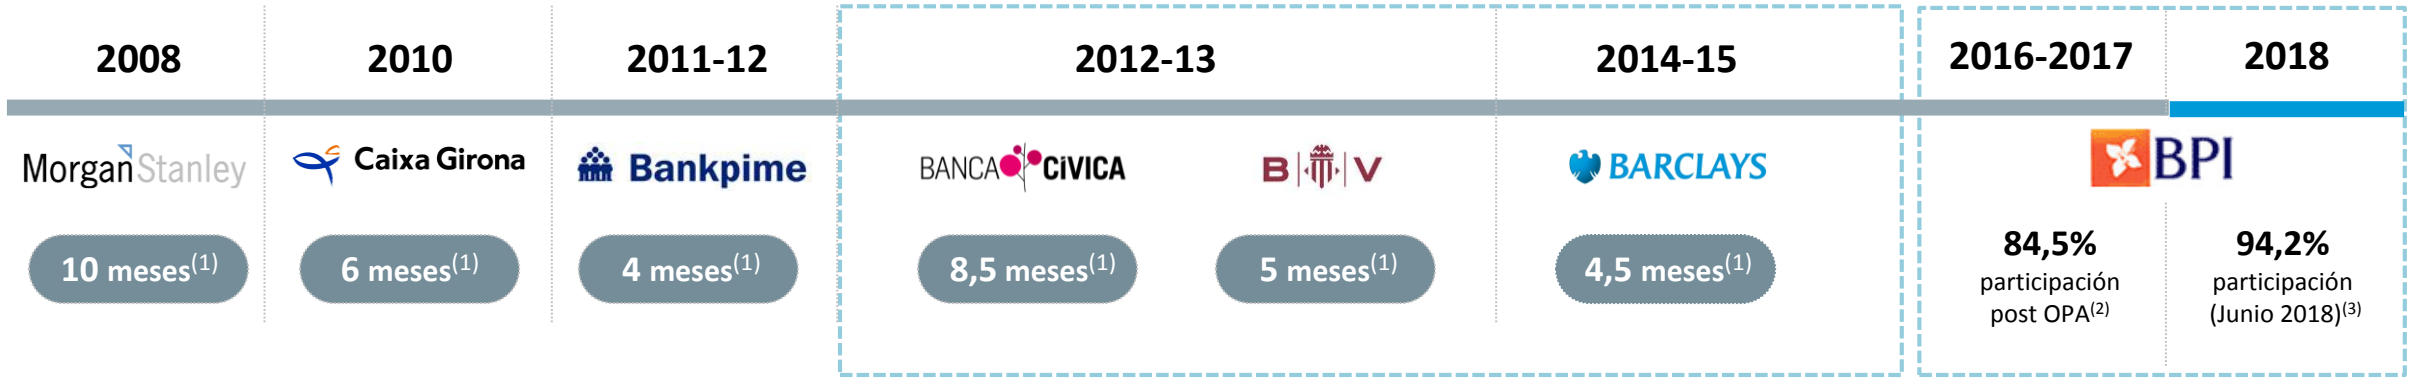 2008
2010
2011-12
2012-13
2014-15
2016-2017
2018
Morgan Stanley
Caixa Girona
Bankpime
BANCA CÍVICA
B V
BARCLAYS
BPI
10 meses(1)
6 meses(1)
4 meses(1)
8,5 meses(1)
5 meses(1)
4,5 meses(1)
84,5%
participación
post OPA(2)
94,2%
participación
(Junio 2018)(3)